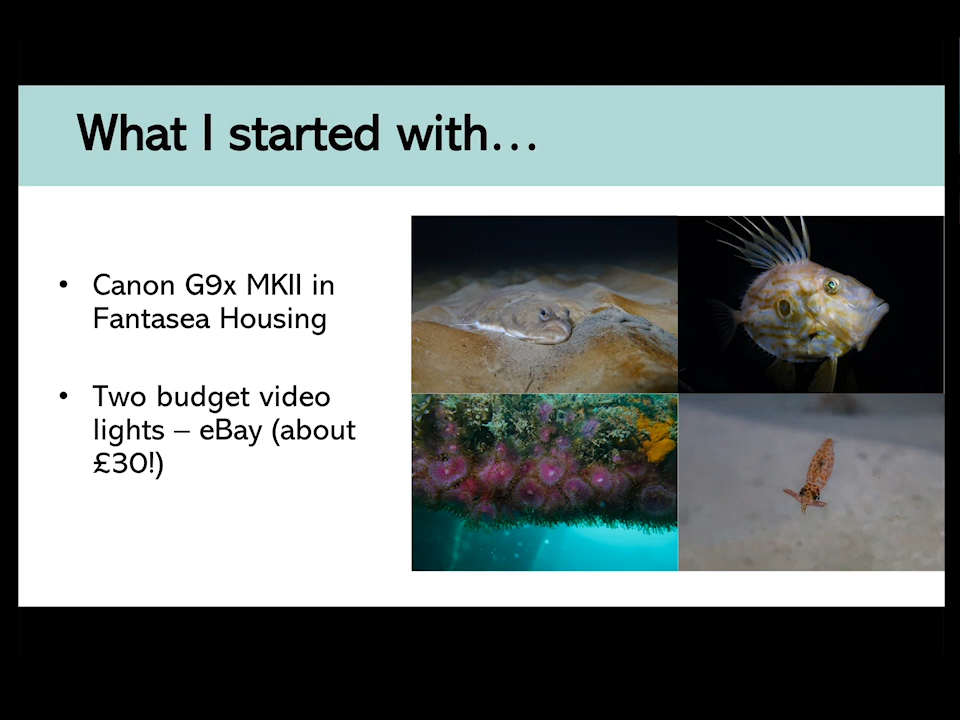 What I started with…
• Canon G9x MKII in
Fantasea Housing
• Two budget video
lights – eBay (about
£30!)